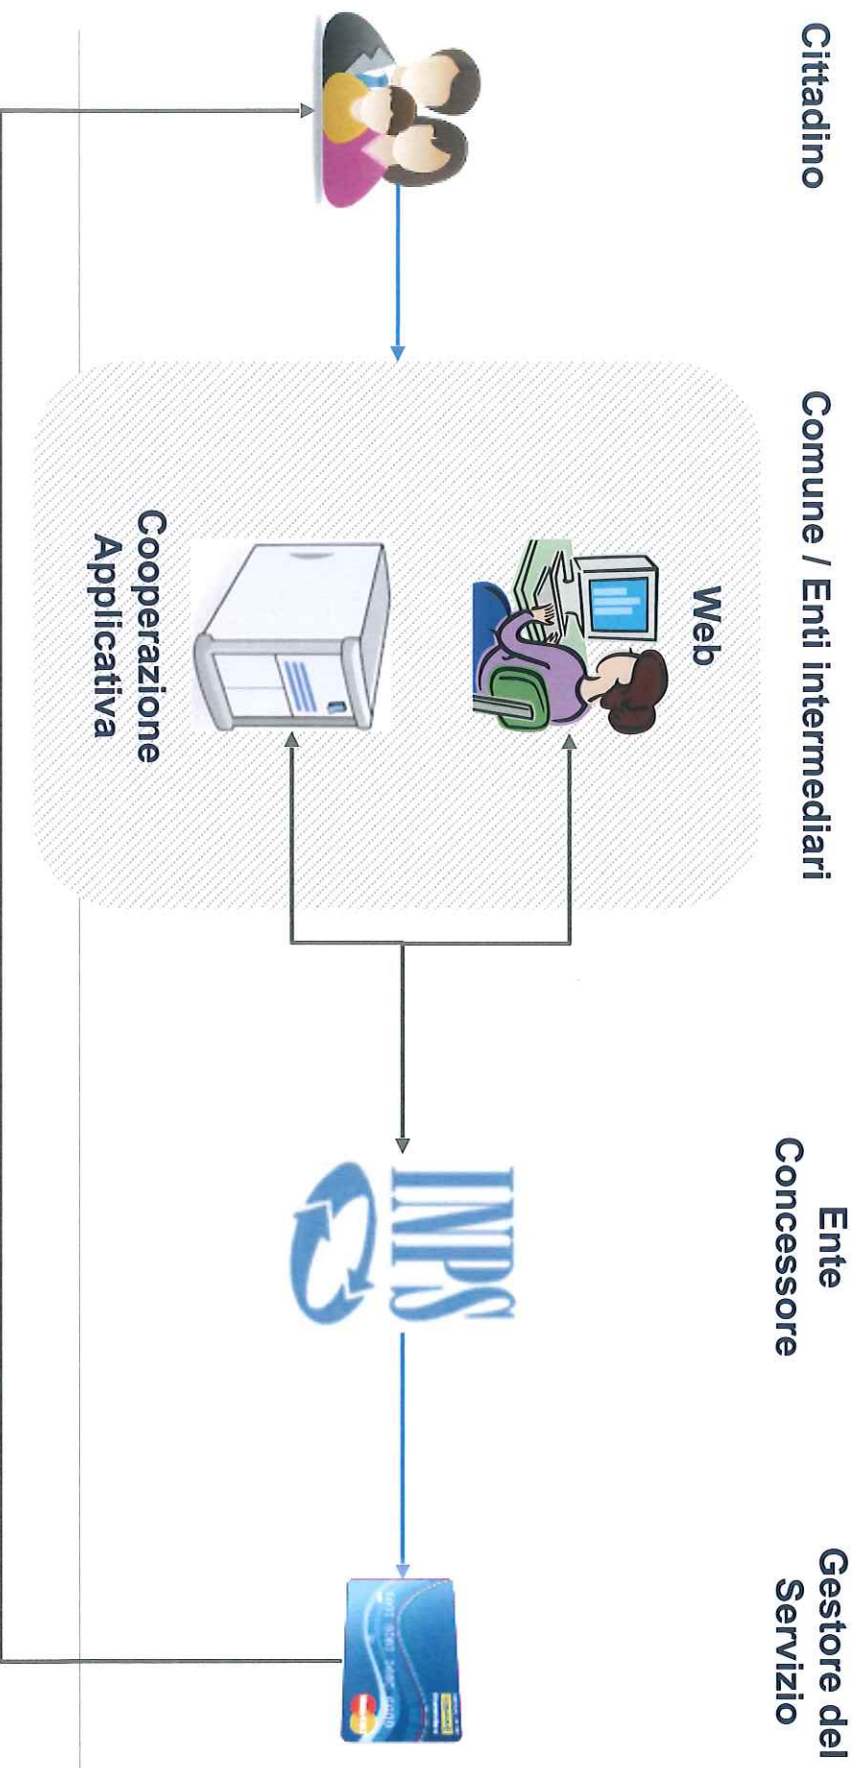 Cittadino
Comune / Enti intermediari
Ente
Concessore
Gestore del
Servizio
Web
INPS
Cooperazione
Applicativa